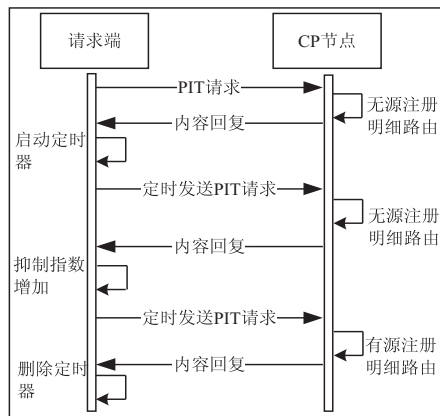 请求端
CP节点
PIT请求
无源注册
明细路由
内容回复
启动定时
器
定时发送PIT请求
无源注册
明细路由
内容回复
抑制指数
增加
定时发送PIT请求
有源注册
明细路由
内容回复
删除定时
器